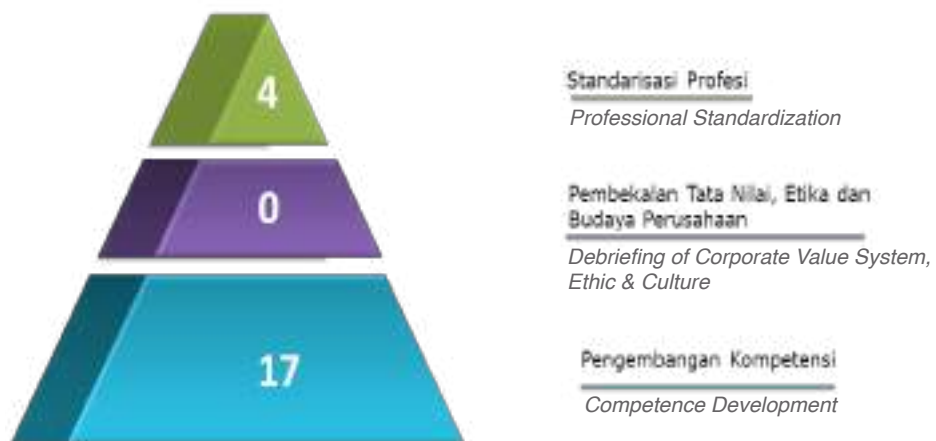 4
Standarisasi Profesi
Professional Standardization
0
Pembekalan Tata Nilai, Etika dan
Budaya Perusahaan
Debriefing of Corporate Value System,
Ethic & Culture
17
Pengembangan Kompetensi
Competence Development